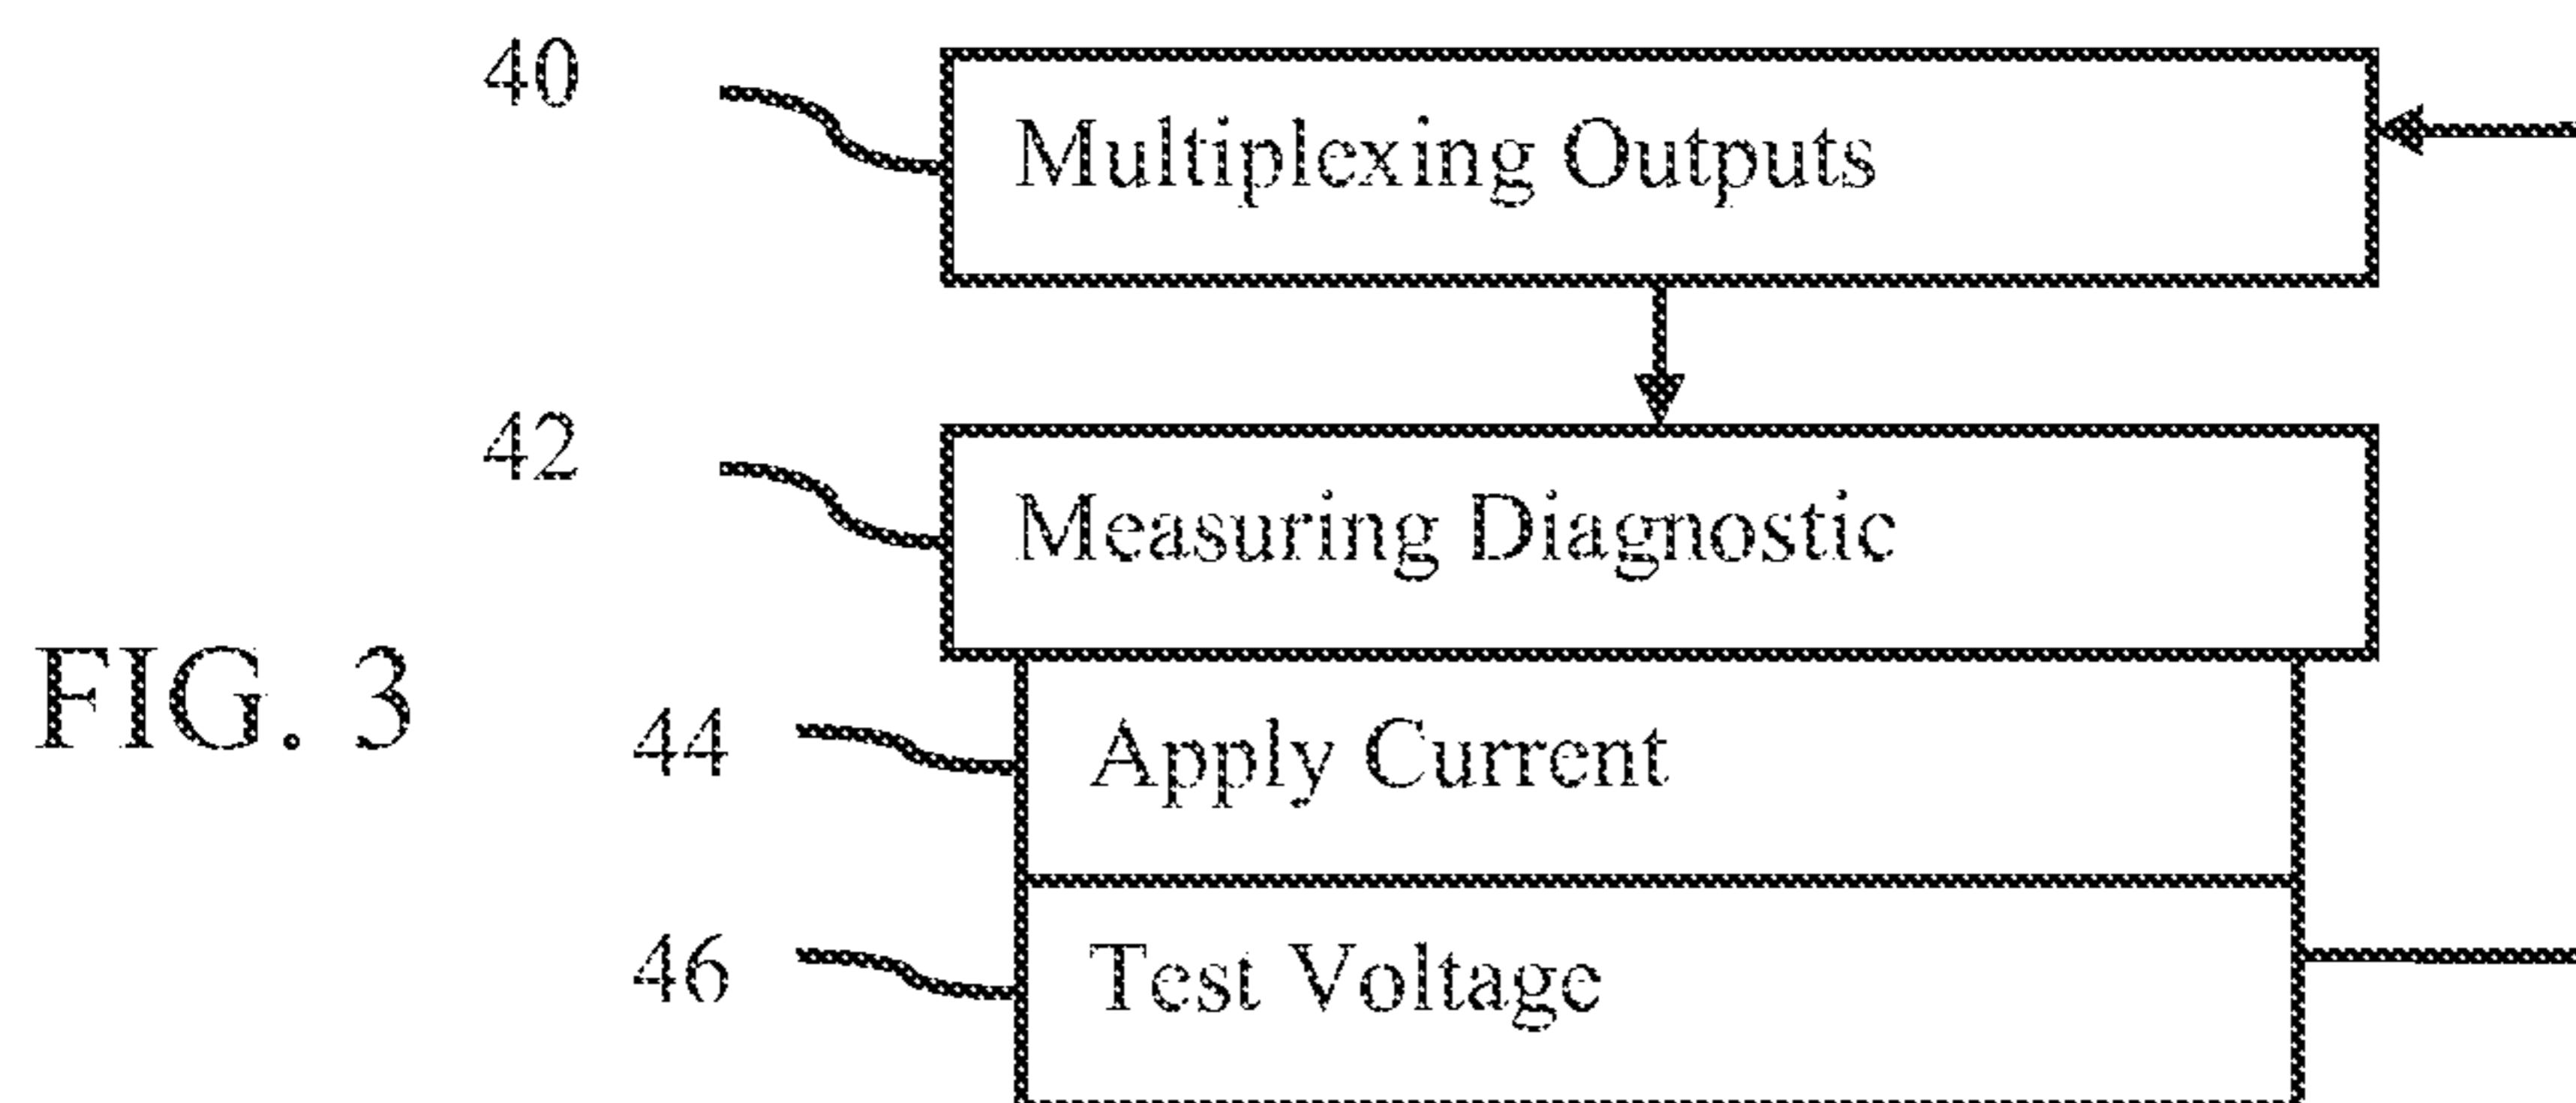 40
Multiplexing Outputs
42
Measuring Diagnostic
FIG. 3
44
Apply Current
46
Test Voltage